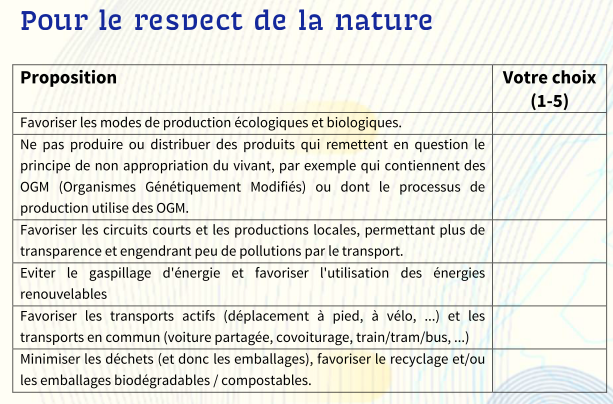 Pour le respect de la nature
Proposition
Votre choix
(1-5)
Favoriser les modes de production écologiques et biologiques.
Ne pas produire ou distribuer des produits qui remettent en question le
principe de non appropriation du vivant, par exemple qui contiennent des
OGM (Organismes Génétiquement Modifiés) ou dont le processus de
production utilise des OGM.
Favoriser les circuits courts et les productions locales, permettant plus de
transparence et engendrant peu de pollutions par le transport.
Eviter le gaspillage d'énergie et favoriser l'utilisation des énergies
renouvelables
Favoriser les transports actifs (déplacement à pied, à vélo, ...) et les
transports en commun (voiture partagée, covoiturage, train/tram/bus, ...)
Minimiser les déchets (et donc les emballages), favoriser le recyclage et/ou
les emballages biodégradables / compostables.